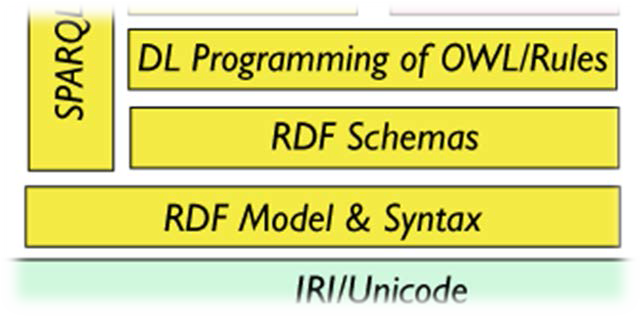 SPARQL
DL Programming of OWL/Rules
RDF Schemas
RDF Model & Syntax
IRI/Unicode